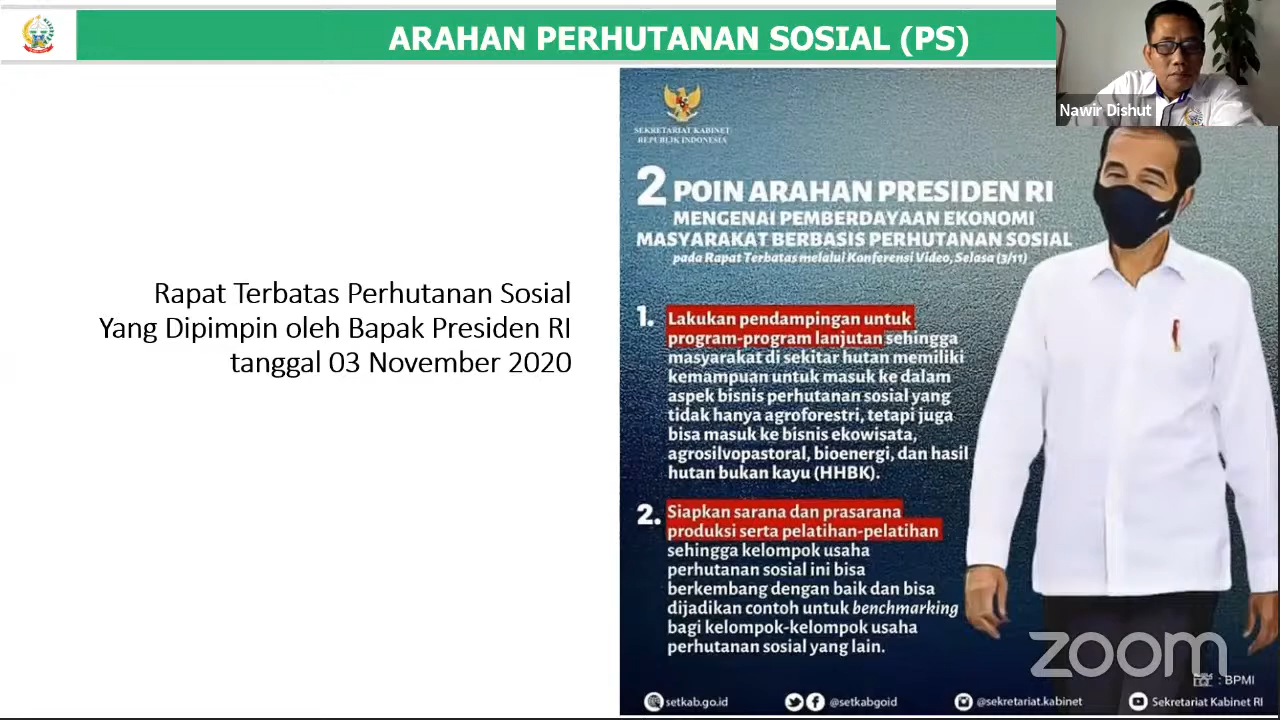 ARAHAN PERHUTANAN SOSIAL (PS)
Nawir Dishut
Rapat Terbatas Perhutanan Sosial
Yang Dipimpin oleh Bapak Presiden RI
tanggal 03 November 2020
SEKRETARIAT KABINET
REPUBLIK INDONESIA
2 POIN ARAHAN PRESIDEN RI
MENGENAI PEMBERDAYAAN EKONOMI
MASYARAKAT BERBASIS PERHUTANAN SOSIAL
pada Rapat Terbatas melalui Konferensi Video, Selasa (3/11)
1. Lakukan pendampingan untuk
program-program lanjutan sehingga
masyarakat di sekitar hutan memiliki
kemampuan untuk masuk ke dalam
aspek bisnis perhutanan sosial yang
tidak hanya agroforestri, tetapi juga
bisa masuk ke bisnis ekowisata,
agrosilvopastoral, bioenergi, dan hasil
hutan bukan kayu (HHBK).
2. Siapkan sarana dan prasarana
produksi serta pelatihan-pelatihan
sehingga kelompok usaha
perhutanan sosial ini bisa
berkembang dengan baik dan bisa
dijadikan contoh untuk benchmarking
bagi kelompok-kelompok usaha
perhutanan sosial yang lain.
zoom
: BPMI
setkab.go.id @setkabgoid @sekretariat.kabinet Sekretariat Kabinet RI